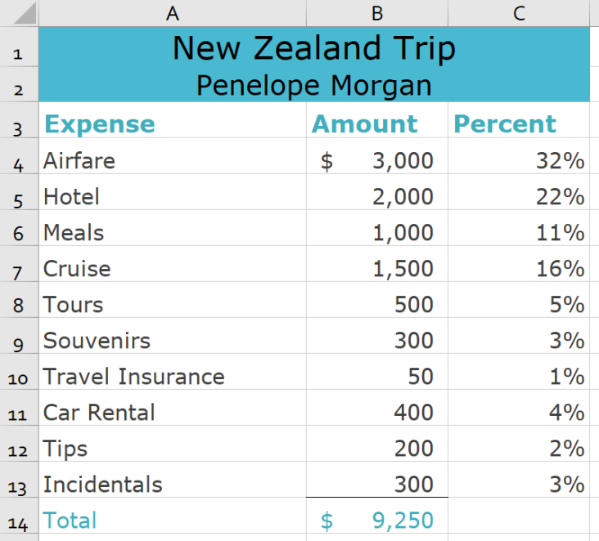 A B C
1 New Zealand Trip
2 Penelope Morgan
3 Expense Amount Percent
4 Airfare $ 3,000 32%
5 Hotel 2,000 22%
6 Meals 1,000 11%
7 Cruise 1,500 16%
8 Tours 500 5%
9 Souvenirs 300 3%
10 Travel Insurance 50 1%
11 Car Rental 400 4%
12 Tips 200 2%
13 Incidentals 300 3%
14 Total $ 9,250